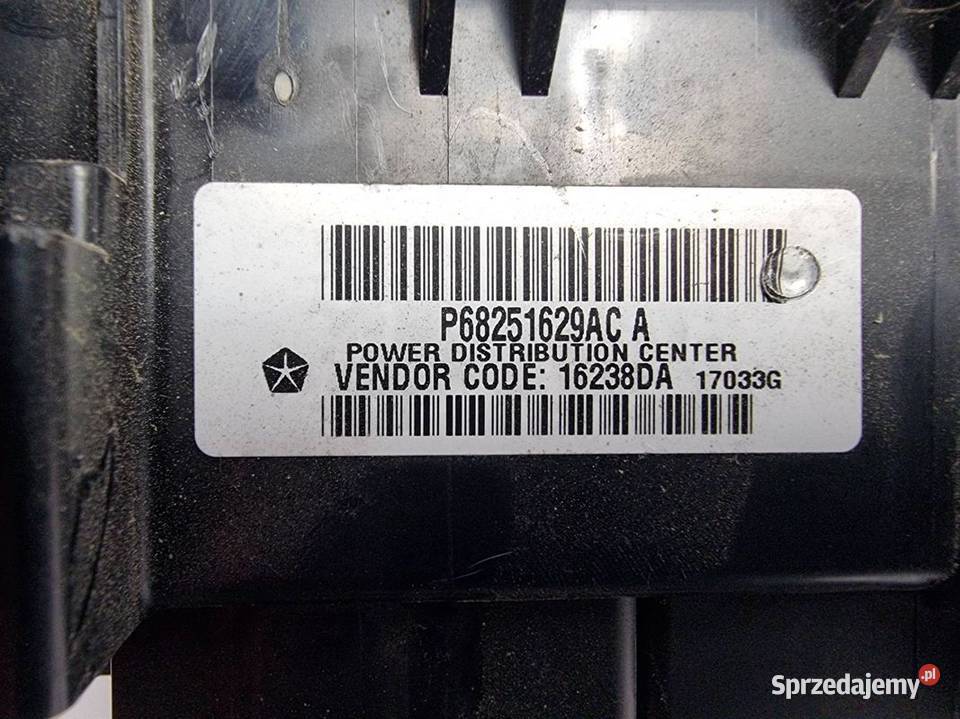 P68251629AC A
POWER DISTRIBUTION CENTER
VENDOR CODE: 16238DA 17033G
Sprzedajemy.pl